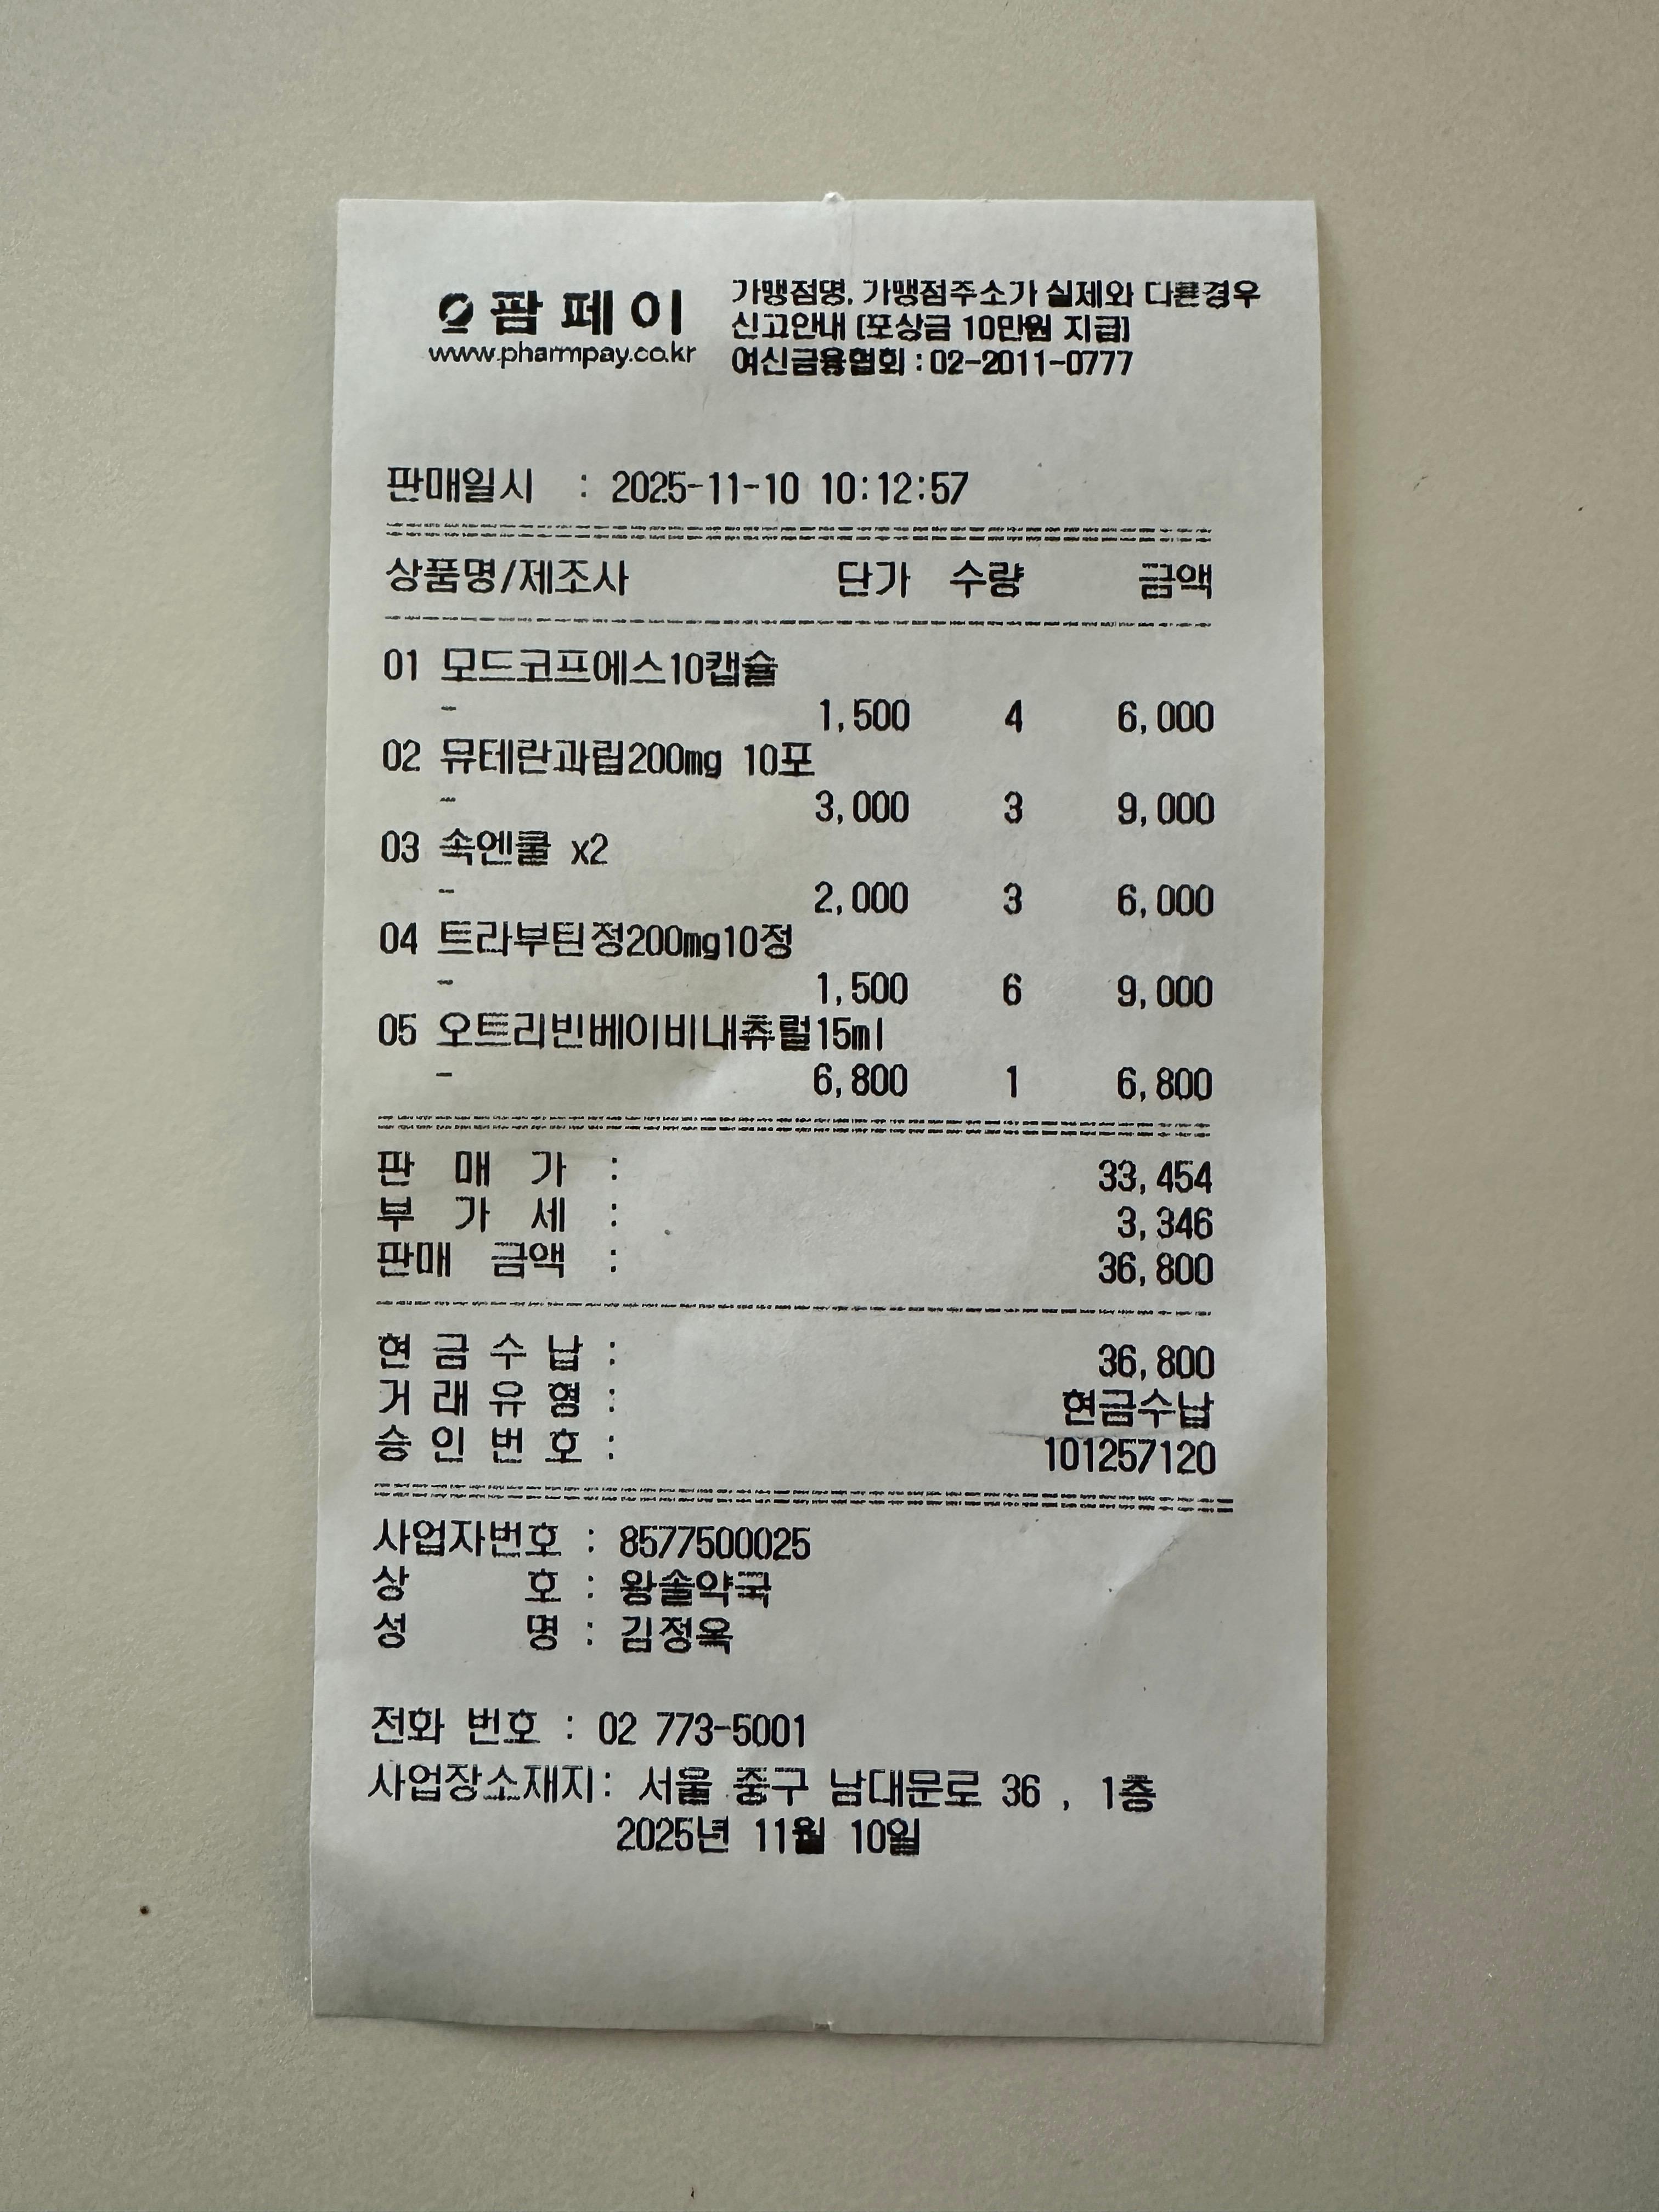 팜페이
www.pharmpay.co.kr
가맹점명, 가맹점주소가 실제와 다른경우
신고안내 [포상금 10만원 지급]
여신금융협회 : 02-2011-0777
판매일시 : 2025-11-10 10:12:57
상품명/제조사 단가 수량 금액
01 모드코프에스10캡슐
- 1,500 4 6,000
02 뮤테란과립200mg 10포
- 3,000 3 9,000
03 속엔쿨 x2
- 2,000 3 6,000
04 트라부틴정200mg10정
- 1,500 6 9,000
05 오트리빈베이비내츄럴15ml
- 6,800 1 6,800
판 매 가 : 33,454
부 가 세 : 3,346
판매 금액 : 36,800
현 금 수 납 : 36,800
거 래 유 형 : 현금수납
승 인 번 호 : 101257120
사업자번호 : 8577500025
상 호 : 왕솔약국
성 명 : 김정옥
전화 번호 : 02 773-5001
사업장소재지: 서울 중구 남대문로 36 , 1층
2025년 11월 10일